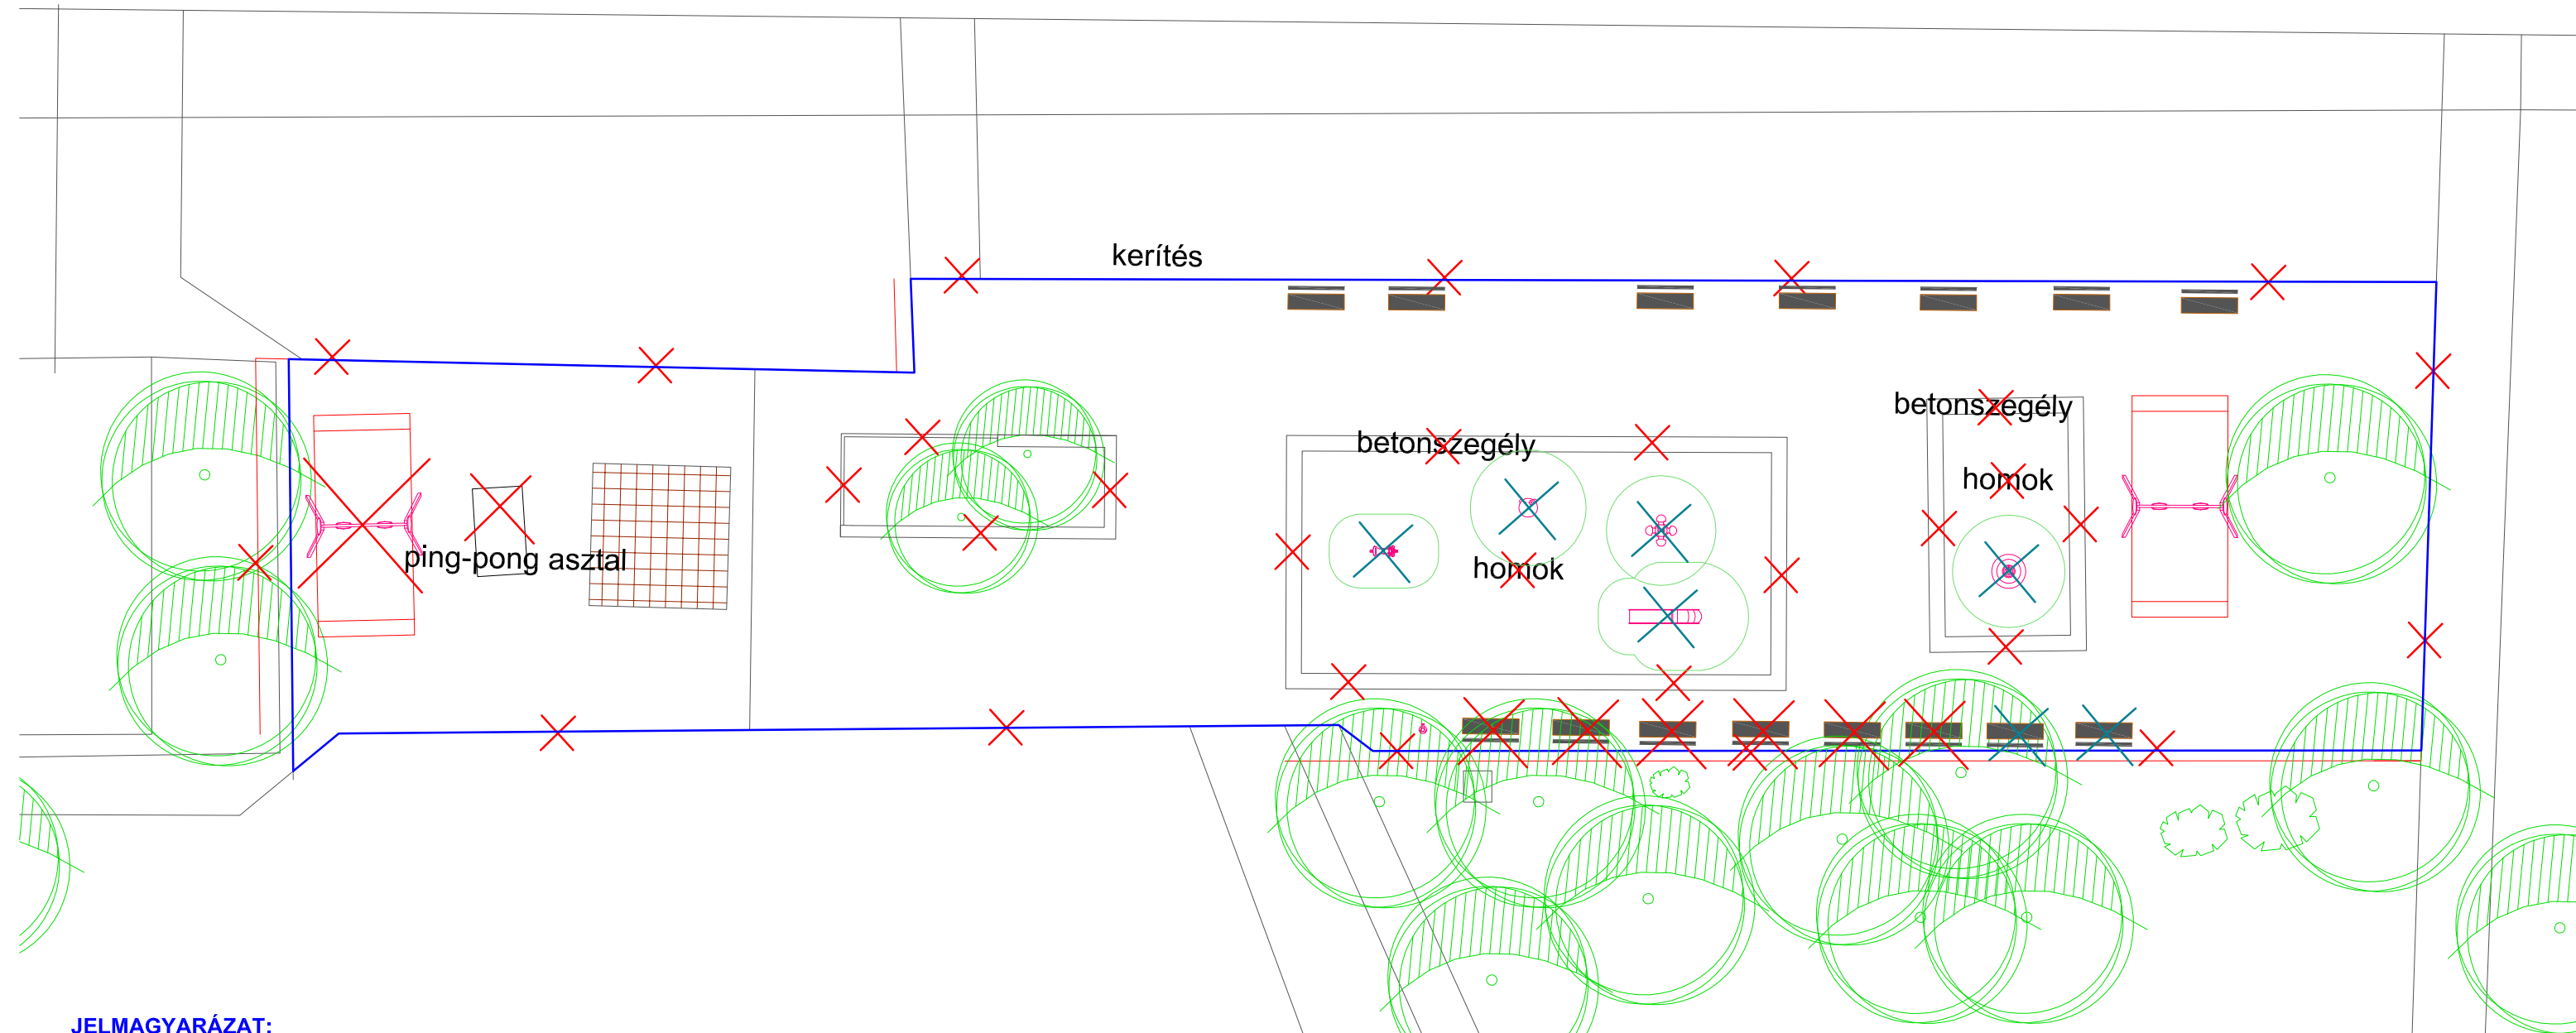 kerítés
betonszegély
betonszegély
homok
ping-pong asztal
homok
JELMAGYARÁZAT: